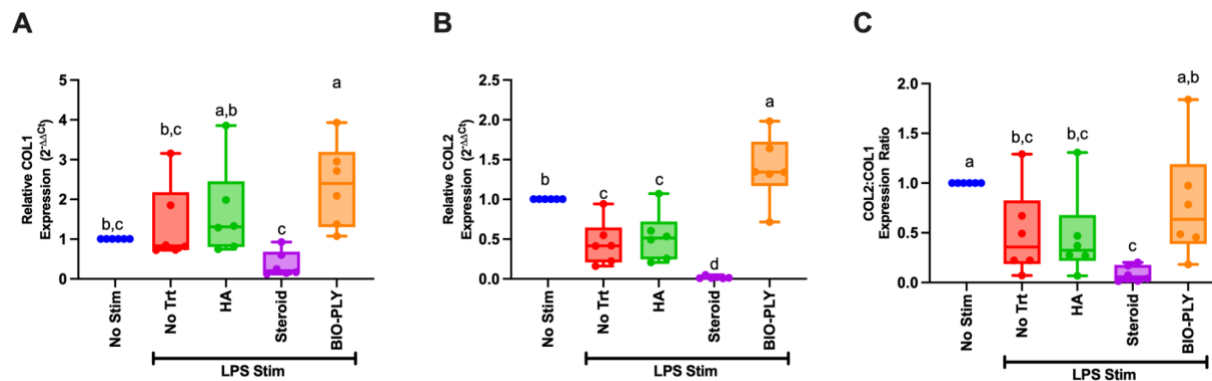 A
Relative COL1
Expression (2-ΔΔCt)
5
4
3
2
1
0
b,c
b,c
a,b
c
a
No Stim
No Trt
HA
Steroid
BIO-PLY
LPS Stim
B
Relative COL2
Expression (2-ΔΔCt)
2.5
2.0
1.5
1.0
0.5
0.0
b
c
c
d
a
No Stim
No Trt
HA
Steroid
BIO-PLY
LPS Stim
C
COL2:COL1
Expression Ratio
2.0
1.5
1.0
0.5
0.0
a
b,c
b,c
c
a,b
No Stim
No Trt
HA
Steroid
BIO-PLY
LPS Stim